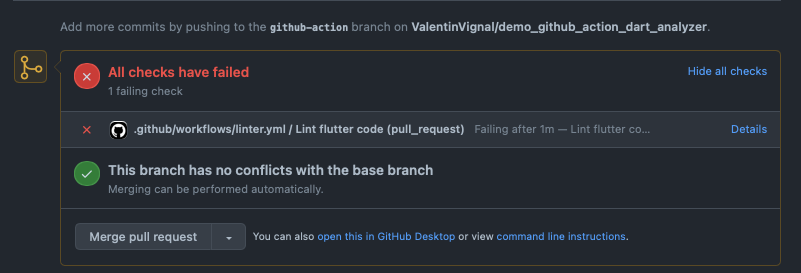 Add more commits by pushing to the github-action branch on ValentinVignal/demo_github_action_dart_analyzer.
All checks have failed
Hide all checks
1 failing check
.github/workflows/linter.yml / Lint flutter code (pull_request) Failing after 1m — Lint flutter co...
Details
This branch has no conflicts with the base branch
Merging can be performed automatically.
Merge pull request
You can also open this in GitHub Desktop or view command line instructions.